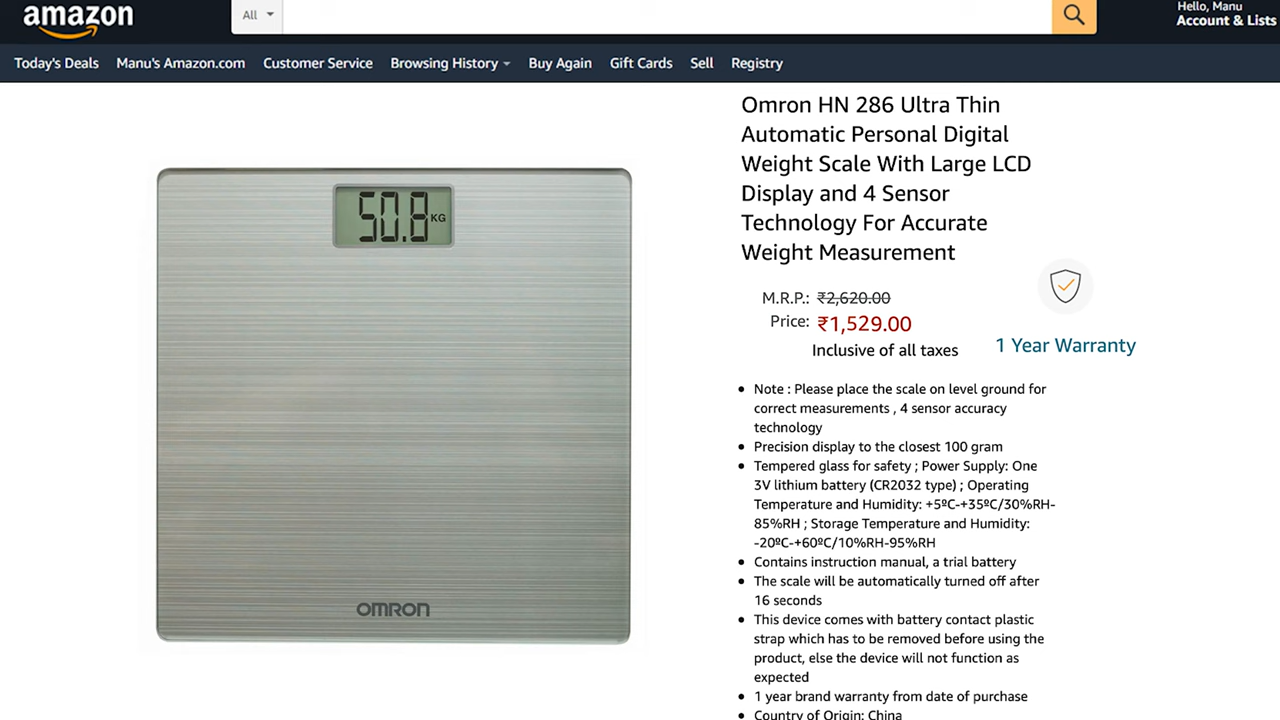 amazon
All
Hello, Manu
Account & Lists
Today's Deals Manu's Amazon.com Customer Service Browsing History Buy Again Gift Cards Sell Registry
50.8 KG
OMRON
Omron HN 286 Ultra Thin
Automatic Personal Digital
Weight Scale With Large LCD
Display and 4 Sensor
Technology For Accurate
Weight Measurement
M.R.P.: ₹2,620.00
Price: ₹1,529.00
Inclusive of all taxes
1 Year Warranty
• Note : Please place the scale on level ground for
correct measurements , 4 sensor accuracy
technology
• Precision display to the closest 100 gram
• Tempered glass for safety ; Power Supply: One
3V lithium battery (CR2032 type) ; Operating
Temperature and Humidity: +5ºC-+35ºC/30%RH-
85%RH ; Storage Temperature and Humidity:
-20ºC-+60ºC/10%RH-95%RH
• Contains instruction manual, a trial battery
• The scale will be automatically turned off after
16 seconds
• This device comes with battery contact plastic
strap which has to be removed before using the
product, else the device will not function as
expected
• 1 year brand warranty from date of purchase
• Country of Origin: China